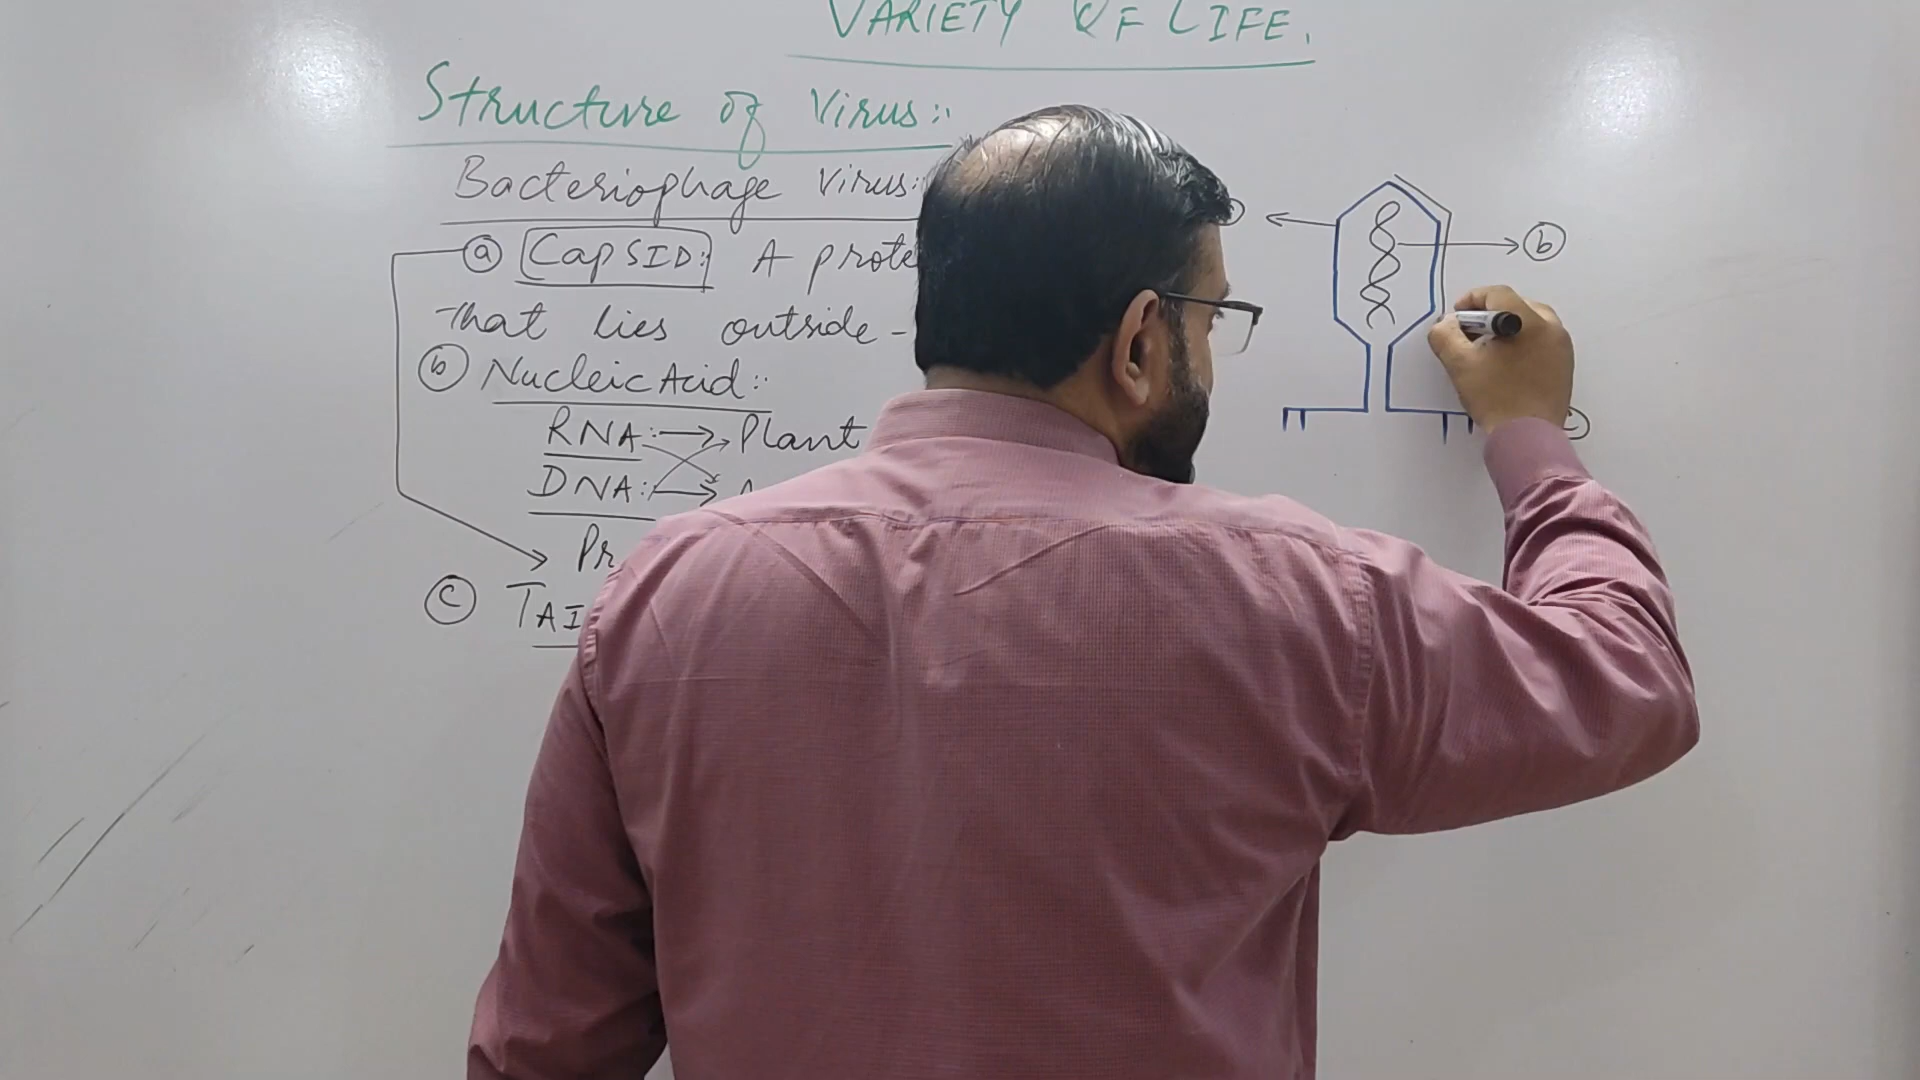 VARIETY OF LIFE.
Structure of Virus::
Bacteriophage Virus:
(a) CAPSID: A prote
That lies outside -
(b) Nucleic Acid::
RNA: → Plant
DNA: →
Pr
(c) TAI
(b)